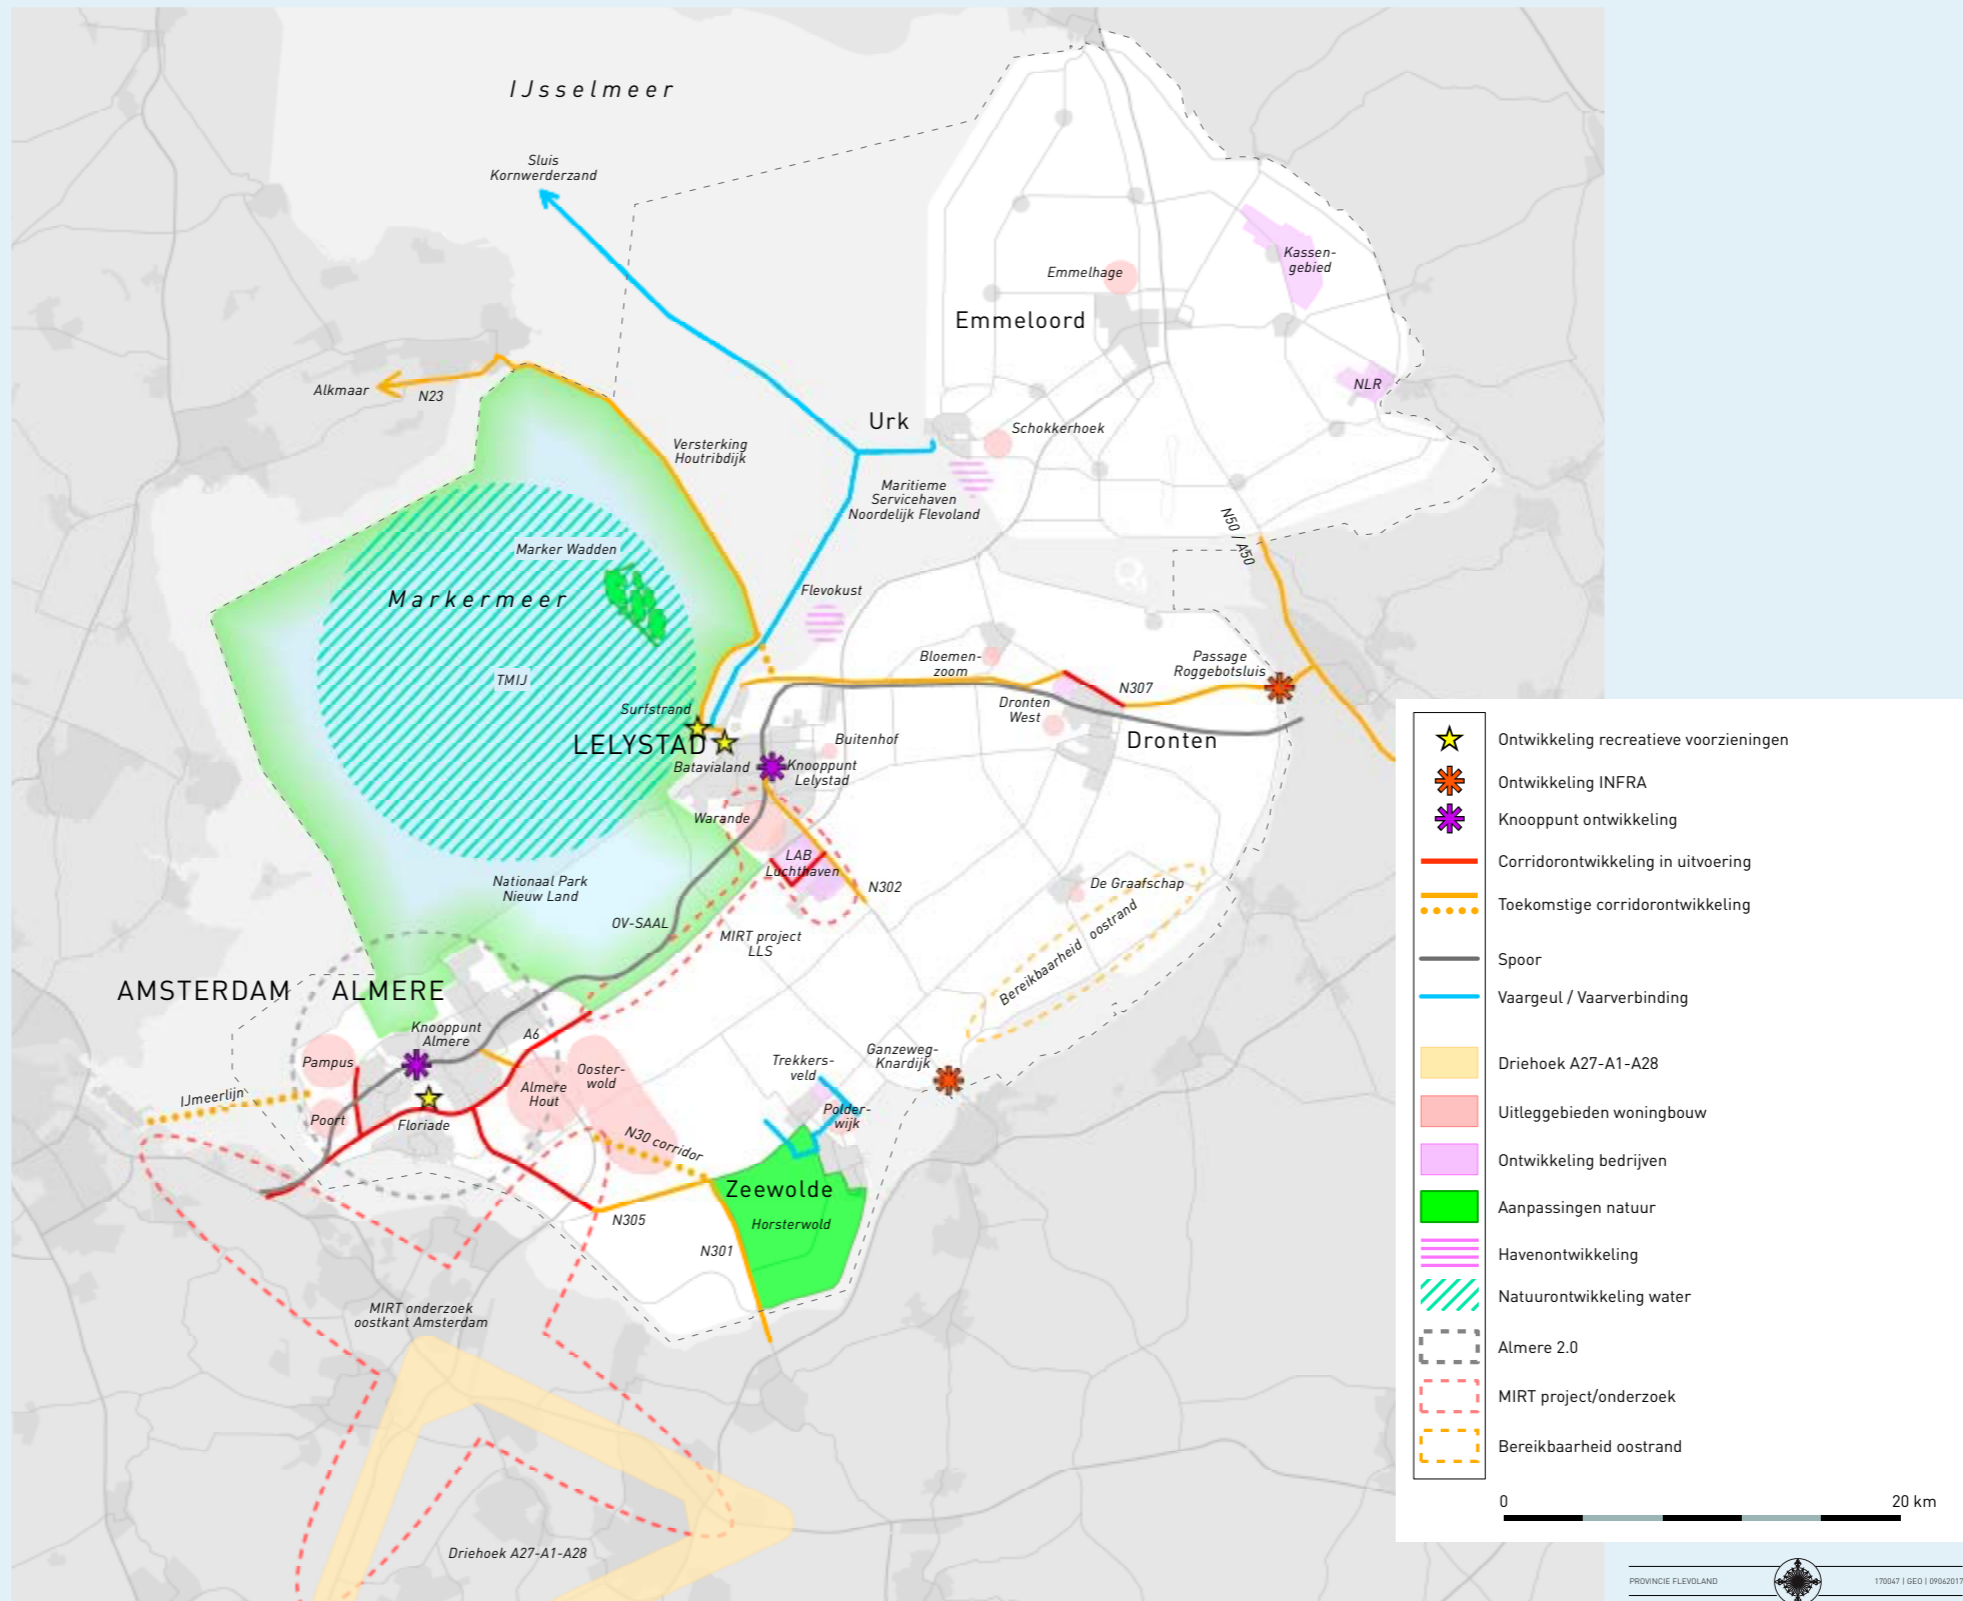 IJsselmeer
Sluis
Kornwerderzand
Kassen-
gebied
Emmelhage
Emmeloord
NLR
Alkmaar
N23
Urk
Schokkerhoek
Versterking
Houtribdijk
Maritieme
Servicehaven
Noordelijk Flevoland
N50 / A50
Marker Wadden
Markermeer
Flevokust
TMIJ
Bloemen-
zoom
Passage
Roggebotsluis
N307
Surfstrand
Dronten
West
LELYSTAD
Buitenhof
Dronten
Batavialand
Knooppunt
Lelystad
Warande
LAB
Luchthaven
N302
De Graafschap
Nationaal Park
Nieuw Land
OV-SAAL
MIRT project
LLS
Bereikbaarheid oostrand
AMSTERDAM
ALMERE
Knooppunt
Almere
A6
Pampus
Ooster-
wold
Trekkers-
veld
Ganzeweg-
Knardijk
IJmeerlijn
Almere
Hout
Poort
Floriade
Polder-
wijk
N30 corridor
Zeewolde
Horsterwold
N305
N301
MIRT onderzoek
oostkant Amsterdam
Driehoek A27-A1-A28
Ontwikkeling recreatieve voorzieningen
Ontwikkeling INFRA
Knooppunt ontwikkeling
Corridorontwikkeling in uitvoering
Toekomstige corridorontwikkeling
Spoor
Vaargeul / Vaarverbinding
Driehoek A27-A1-A28
Uitleggebieden woningbouw
Ontwikkeling bedrijven
Aanpassingen natuur
Havenontwikkeling
Natuurontwikkeling water
Almere 2.0
MIRT project/onderzoek
Bereikbaarheid oostrand
0 20 km
PROVINCIE FLEVOLAND
170047 | GEO | 09062017